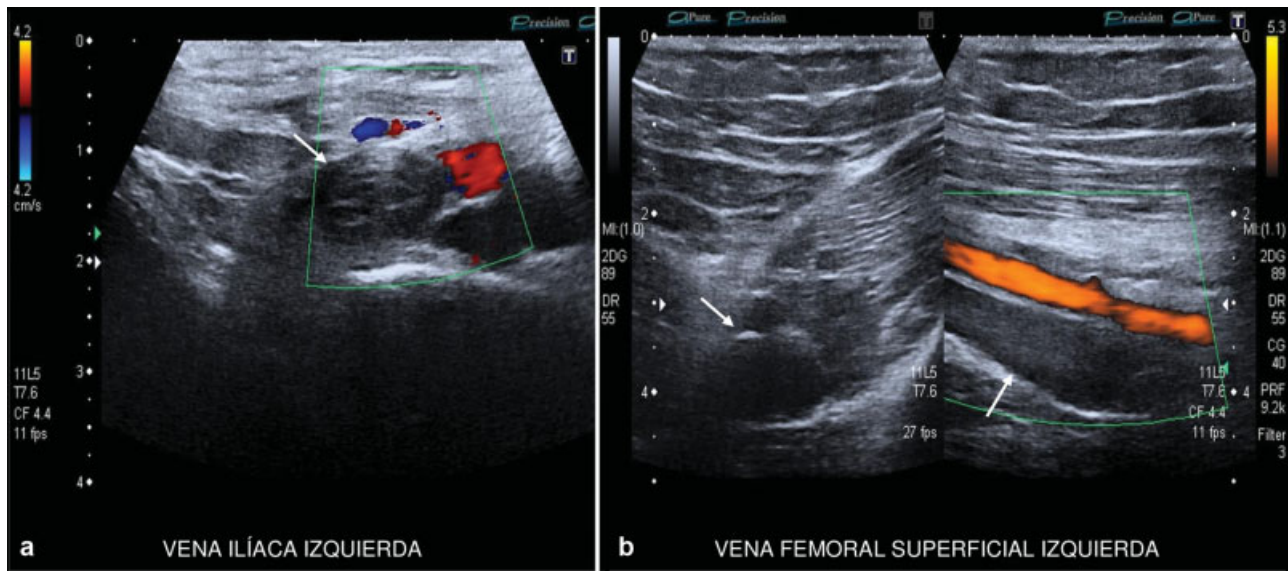 4.2
4.2
cm/s
Precision
T
0
1
2
3
4
11L5
T7.6
CF 4.4
11 fps
a
VENA ILÍACA IZQUIERDA
APure
Precision
T
Precision
APure
T
0
2
4
MI:(1.0)
2DG
89
DR
55
11L5
T7.6
27 fps
0
2
4
5.3
MI:(1.1)
2DG
89
DR
55
CG
40
PRF
9.2k
Filter
3
11L5
T7.6
CF 4.4
11 fps
b
VENA FEMORAL SUPERFICIAL IZQUIERDA